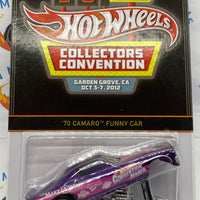 Hot Wheels
COLLECTORS
CONVENTION
GARDEN GROVE, CA
OCT 3-7, 2012
'70 CAMARO™ FUNNY CAR